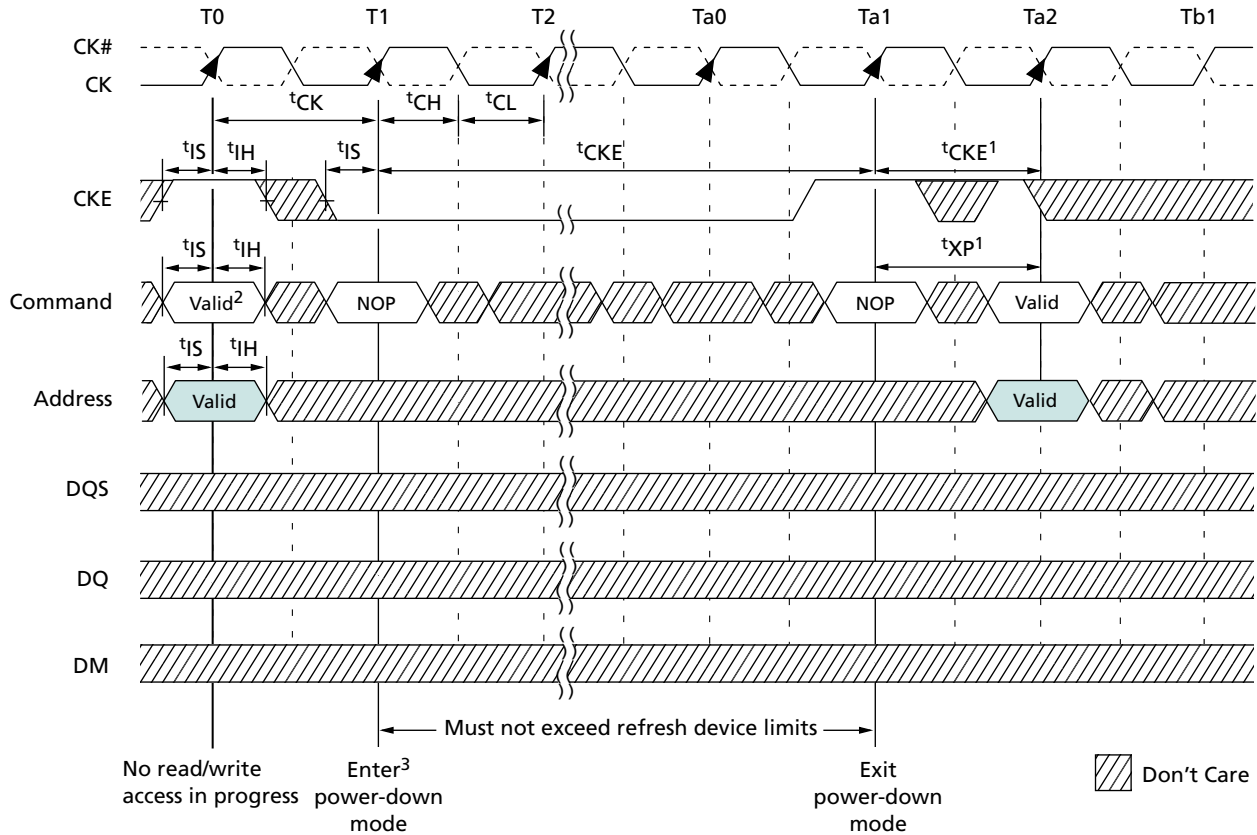 T0 T1 T2 Ta0 Ta1 Ta2 Tb1
CK#
CK
tCK tCH tCL
tIS tIH tIS tCKE tCKE1
CKE
tIS tIH tXP1
Command Valid2 NOP NOP Valid
tIS tIH
Address Valid Valid
DQS
DQ
DM
Must not exceed refresh device limits
No read/write
access in progress
Enter3
power-down
mode
Exit
power-down
mode
Don't Care